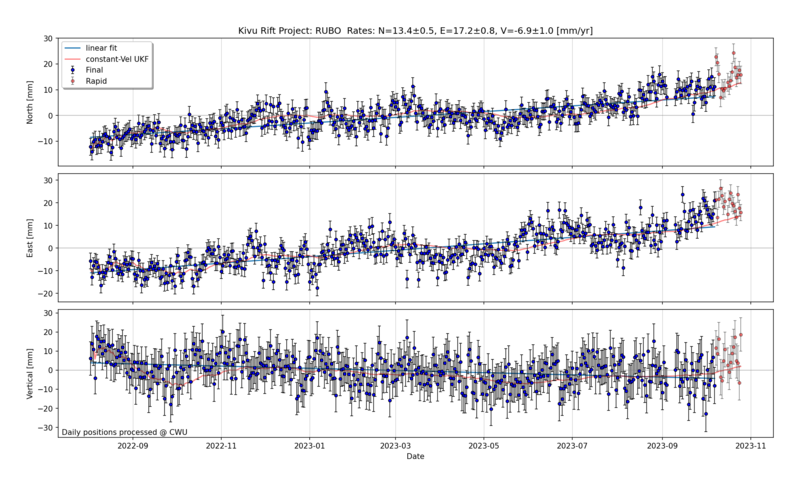 Kivu Rift Project: RUBO  Rates: N=13.4±0.5, E=17.2±0.8, V=-6.9±1.0 [mm/yr]
linear fit
constant-Vel UKF
Final
Rapid
North [mm]
30
20
10
0
−10
East [mm]
30
20
10
0
−10
−20
Vertical [mm]
30
20
10
0
−10
−20
−30
Daily positions processed @ CWU
2022-09
2022-11
2023-01
2023-03
2023-05
2023-07
2023-09
2023-11
Date